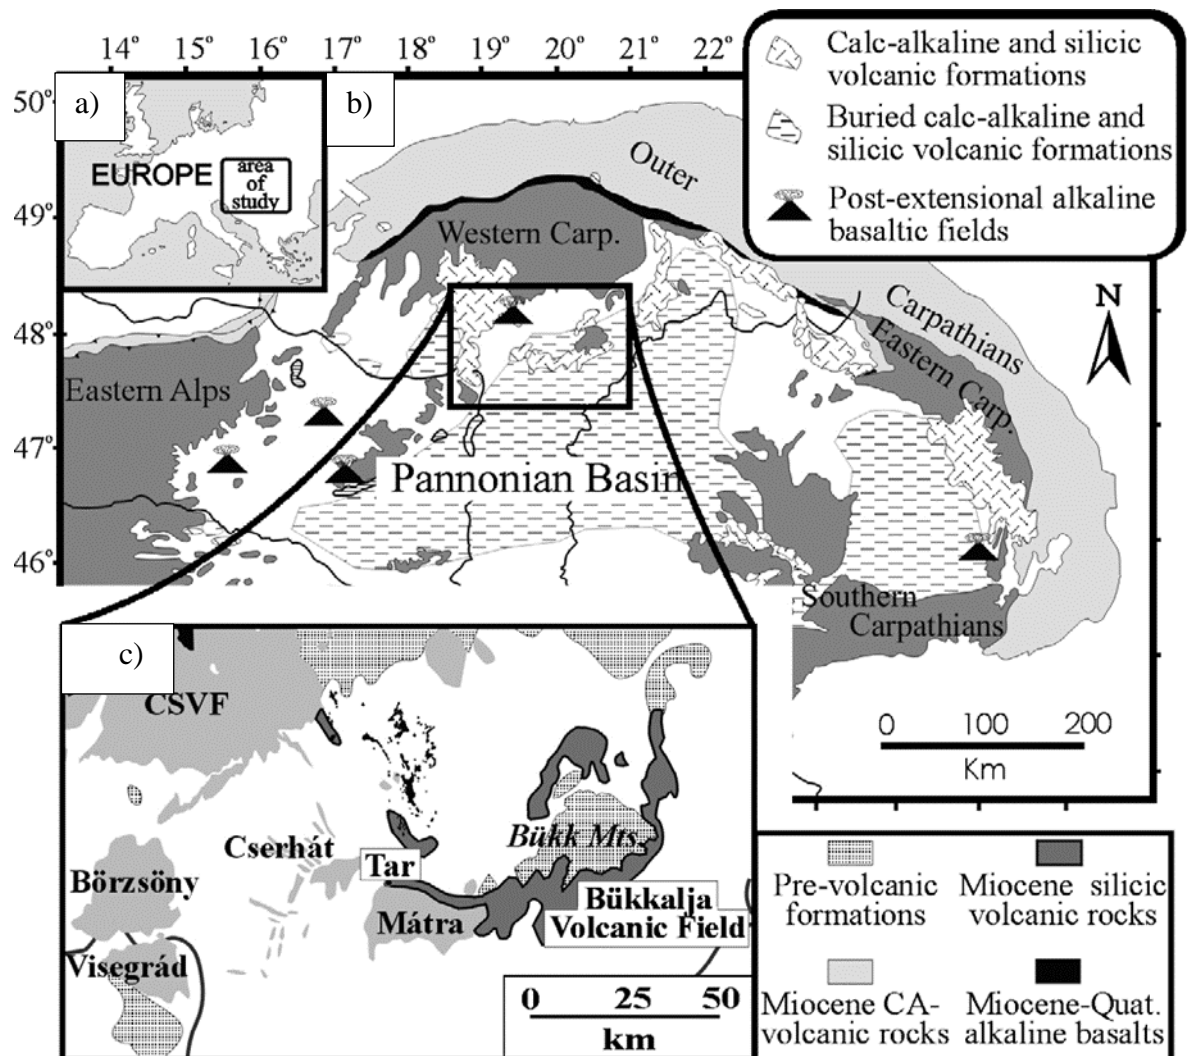 14° 15° 16° 17° 18° 19° 20° 21° 22°
50°
49°
48°
47°
46°
a)
b)
EUROPE
area
of
study
Calc-alkaline and silicic
volcanic formations
Buried calc-alkaline and
silicic volcanic formations
Post-extensional alkaline
basaltic fields
Outer
Western Carp.
Carpathians
Eastern Carp.
N
Eastern Alps
Pannonian Basin
Southern
Carpathians
0 100 200
Km
c)
CSVF
Cserhát
Bükk Mts.
Tar
Börzsöny
Mátra
Bükkalja
Volcanic Field
Visegrád
0 25 50
km
Pre-volcanic
formations
Miocene silicic
volcanic rocks
Miocene CA-
volcanic rocks
Miocene-Quat.
alkaline basalts